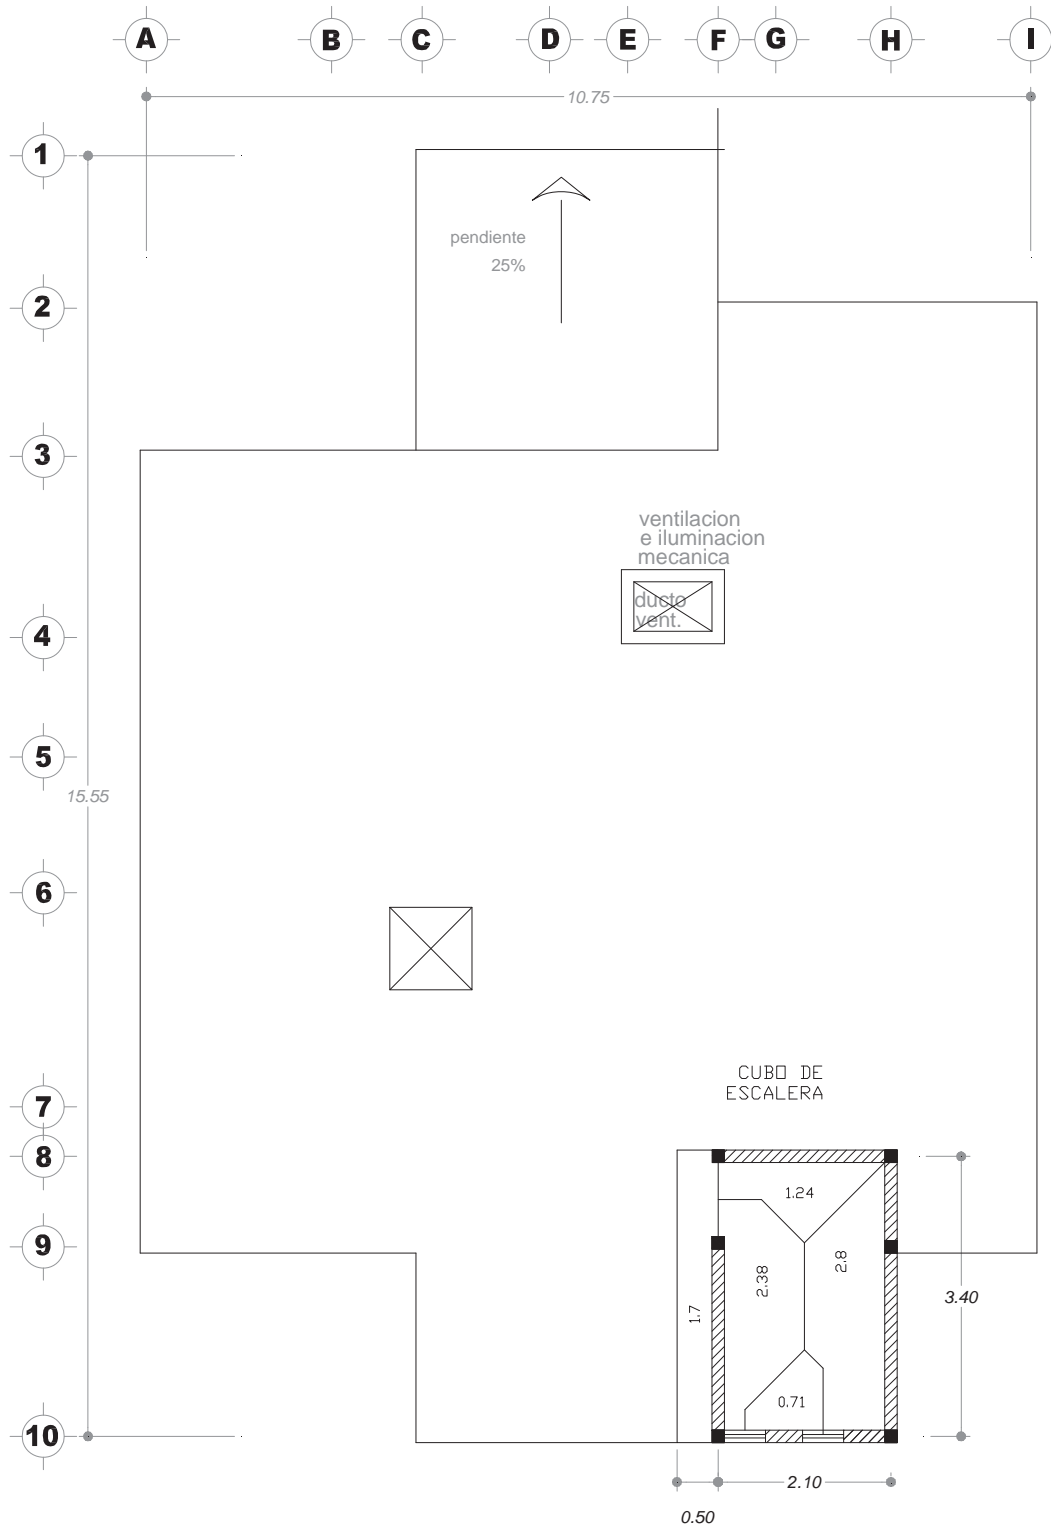 A B C D E F G H I
10.75
1
pendiente
25%
2
3
ventilacion
e iluminacion
mecanica
ducto
vent.
4
5
15.55
6
CUBO DE
ESCALERA
7
8
1.24
9
2.38
2.8
3.40
1.7
0.71
10
2.10
0.50